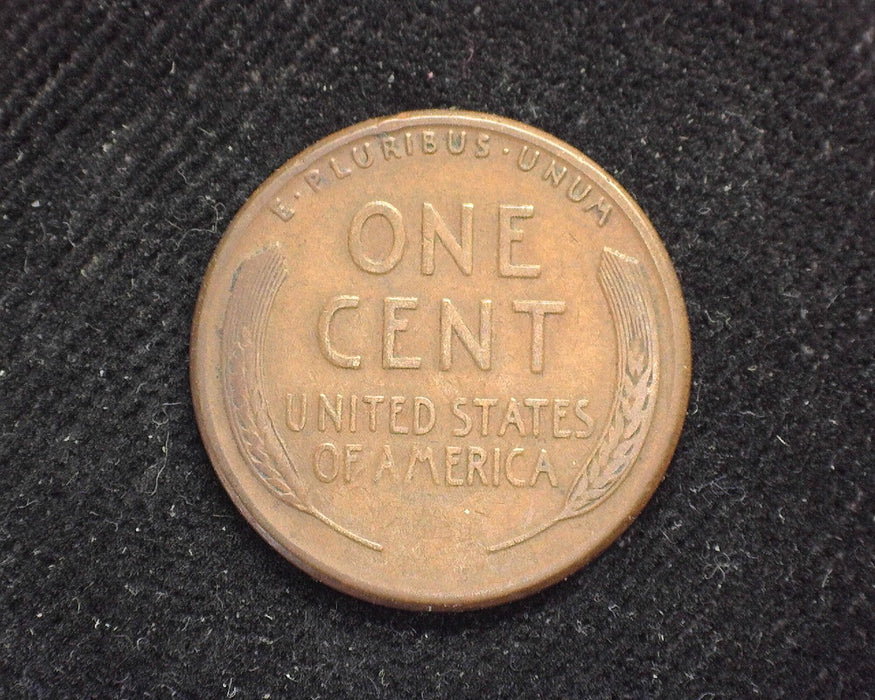 E·PLURIBUS·UNUM
ONE
CENT
UNITED STATES
OF AMERICA